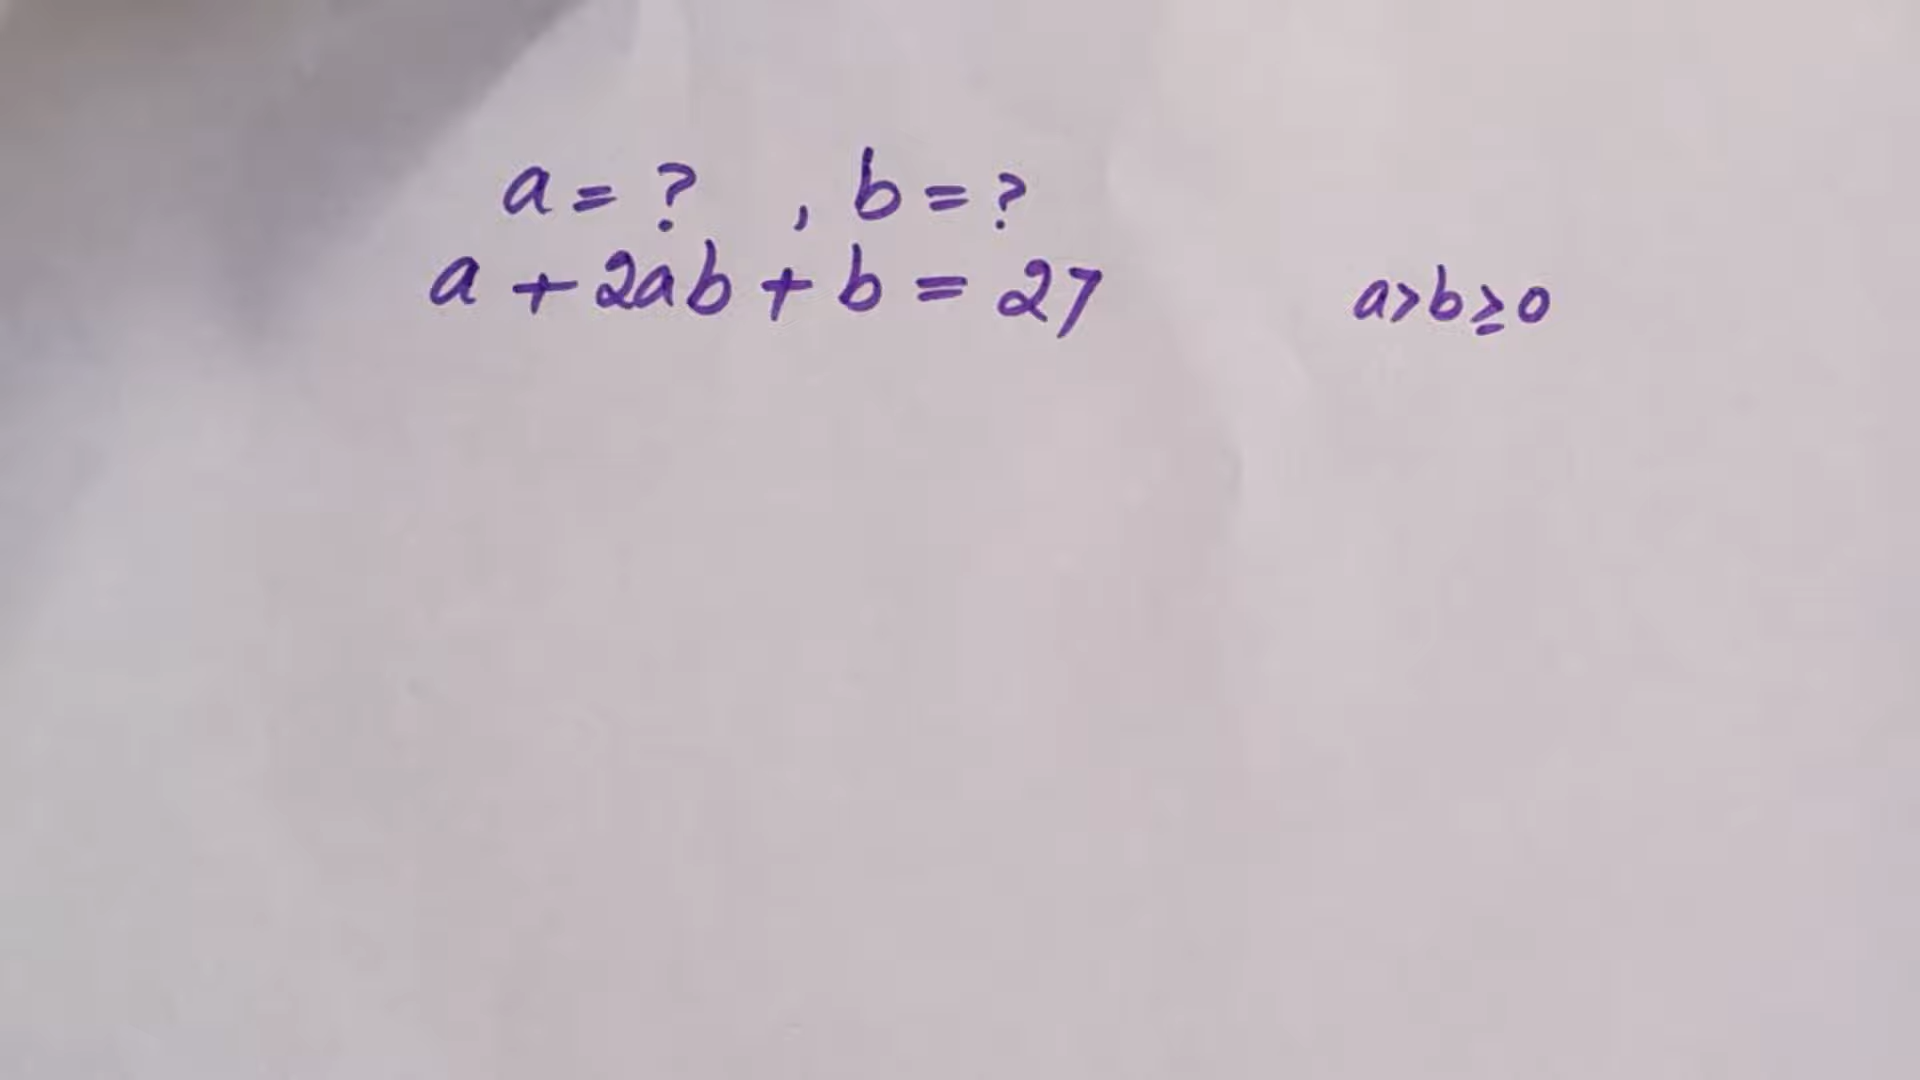 a = ? , b = ?
a + 2ab + b = 27 a>b≥0